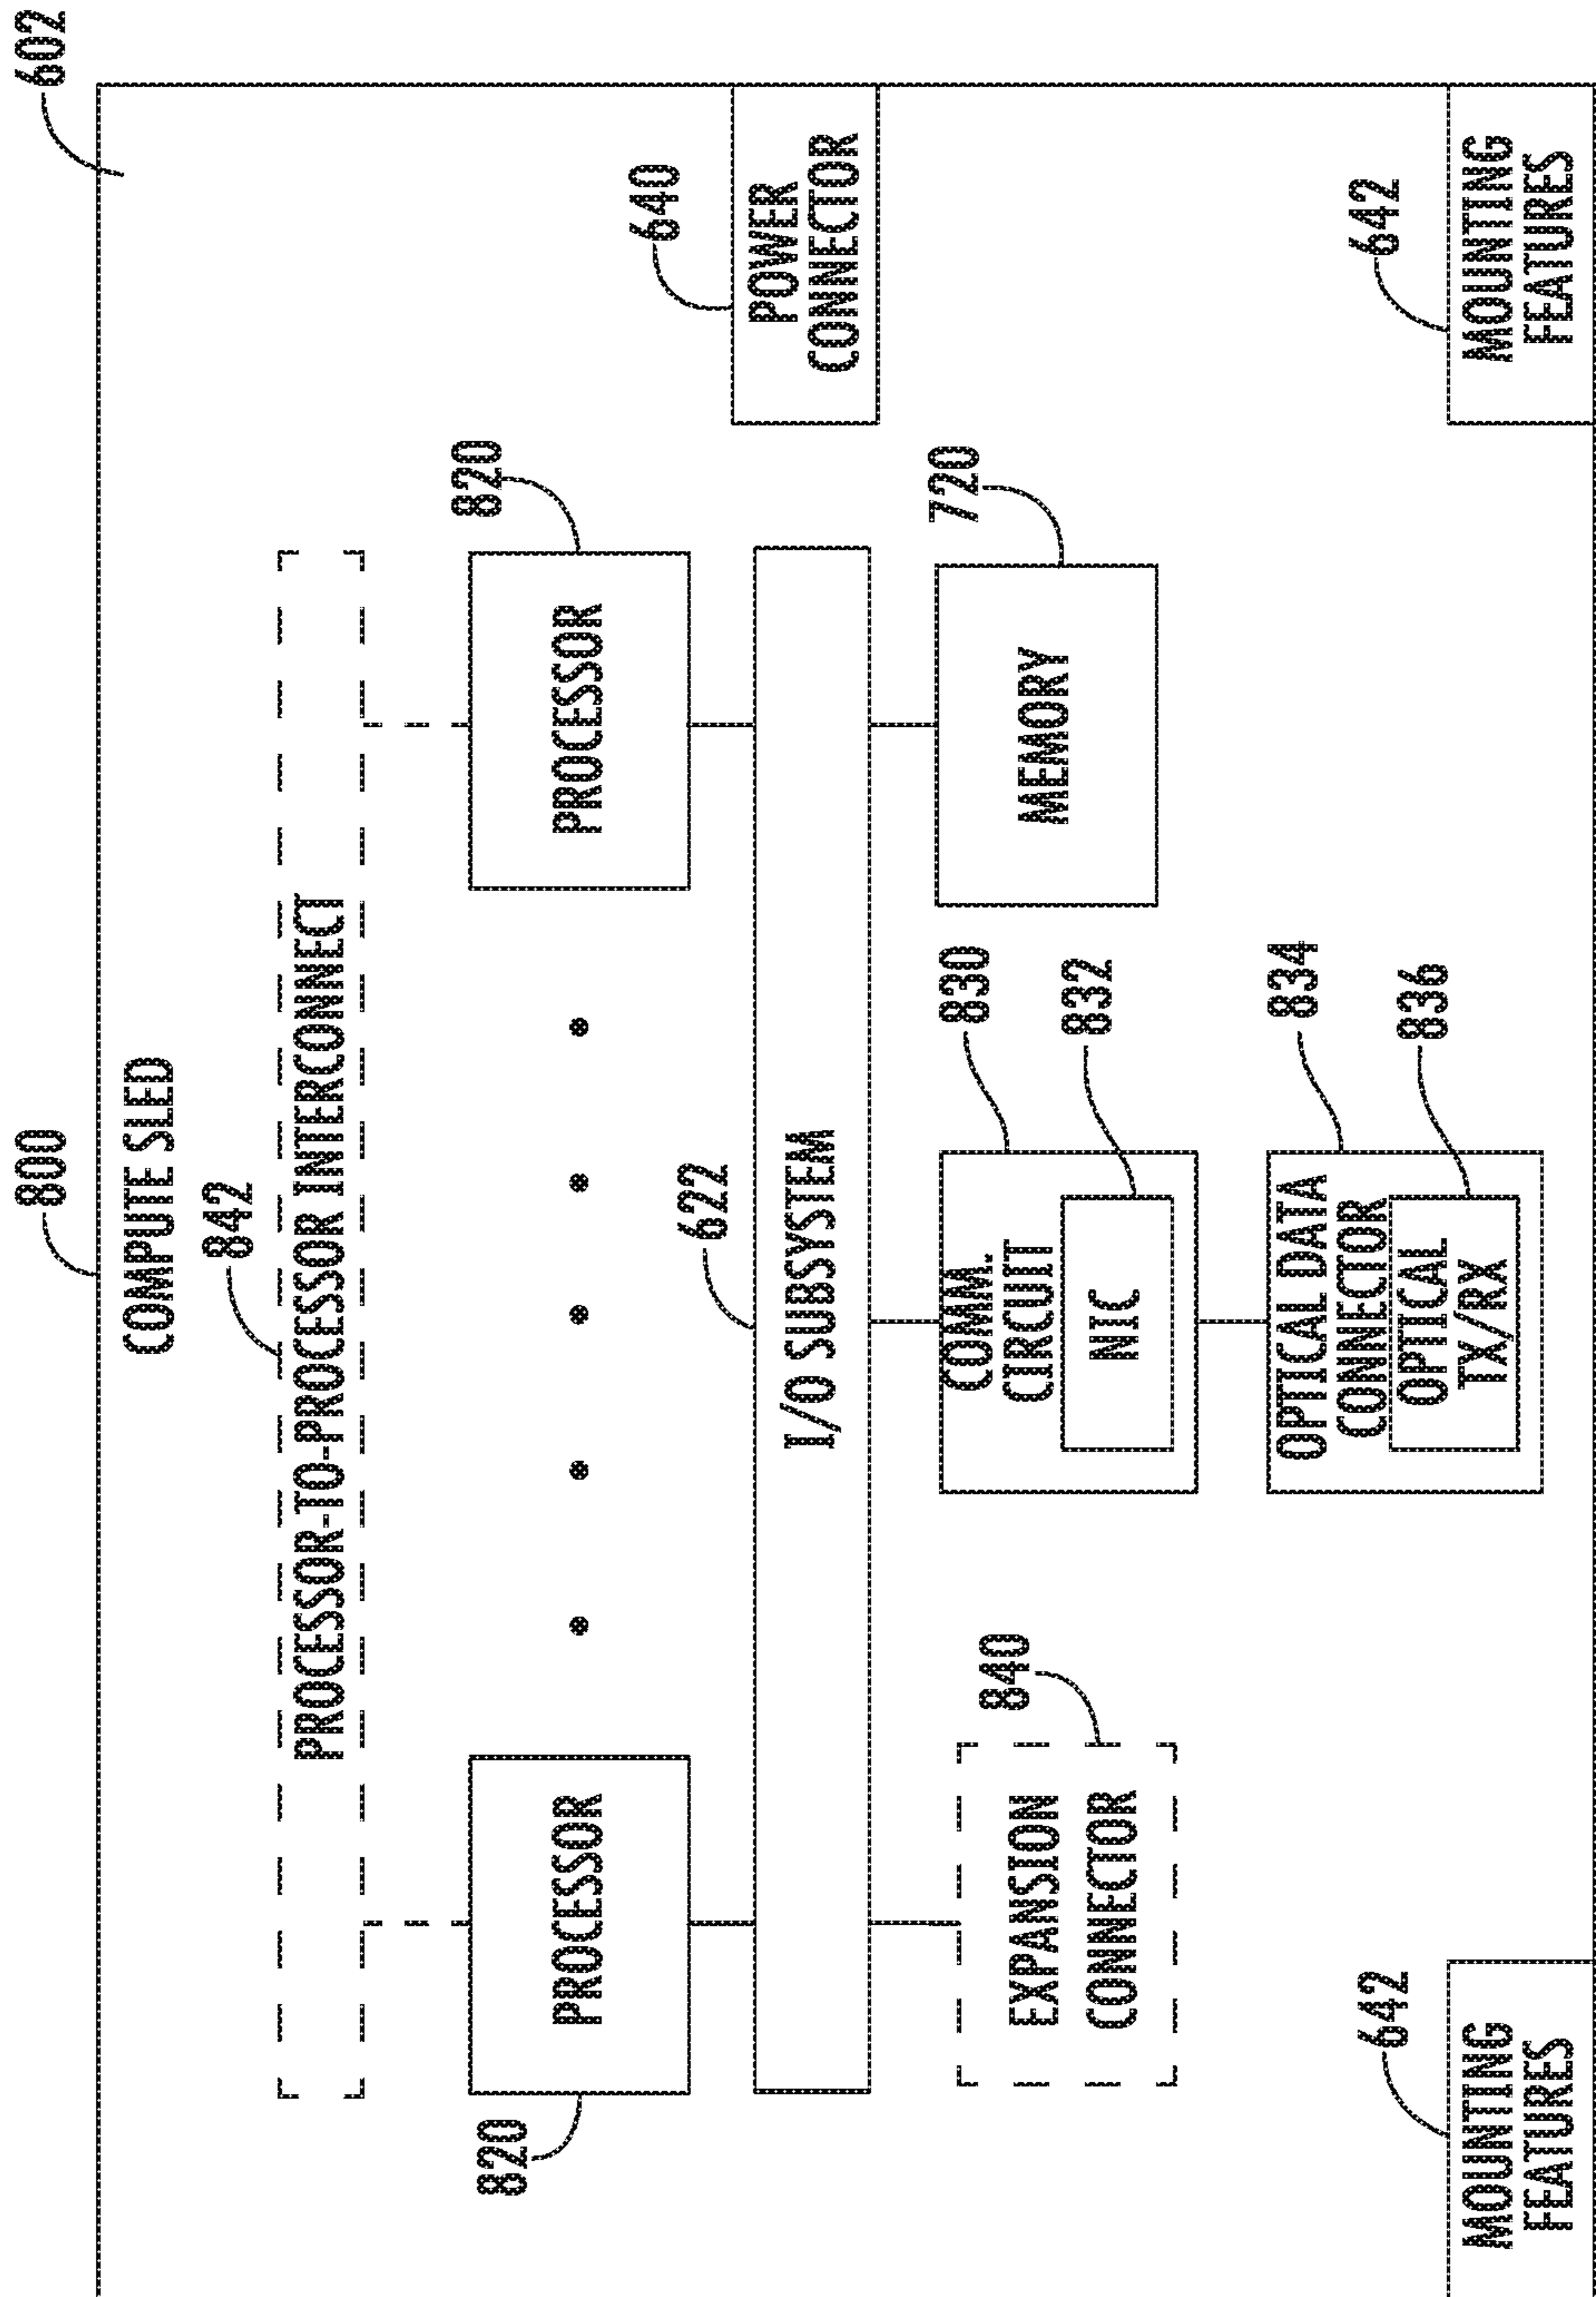 800
602
COMPUTE SLED
842
PROCESSOR-TO-PROCESSOR INTERCONNECT
820
PROCESSOR
820
PROCESSOR
622
I/O SUBSYSTEM
640
POWER
CONNECTOR
840
EXPANSION
CONNECTOR
830
COMM.
CIRCUIT
832
NIC
720
MEMORY
834
OPTICAL DATA
CONNECTOR
836
OPTICAL
TX/RX
642
MOUNTING
FEATURES
642
MOUNTING
FEATURES